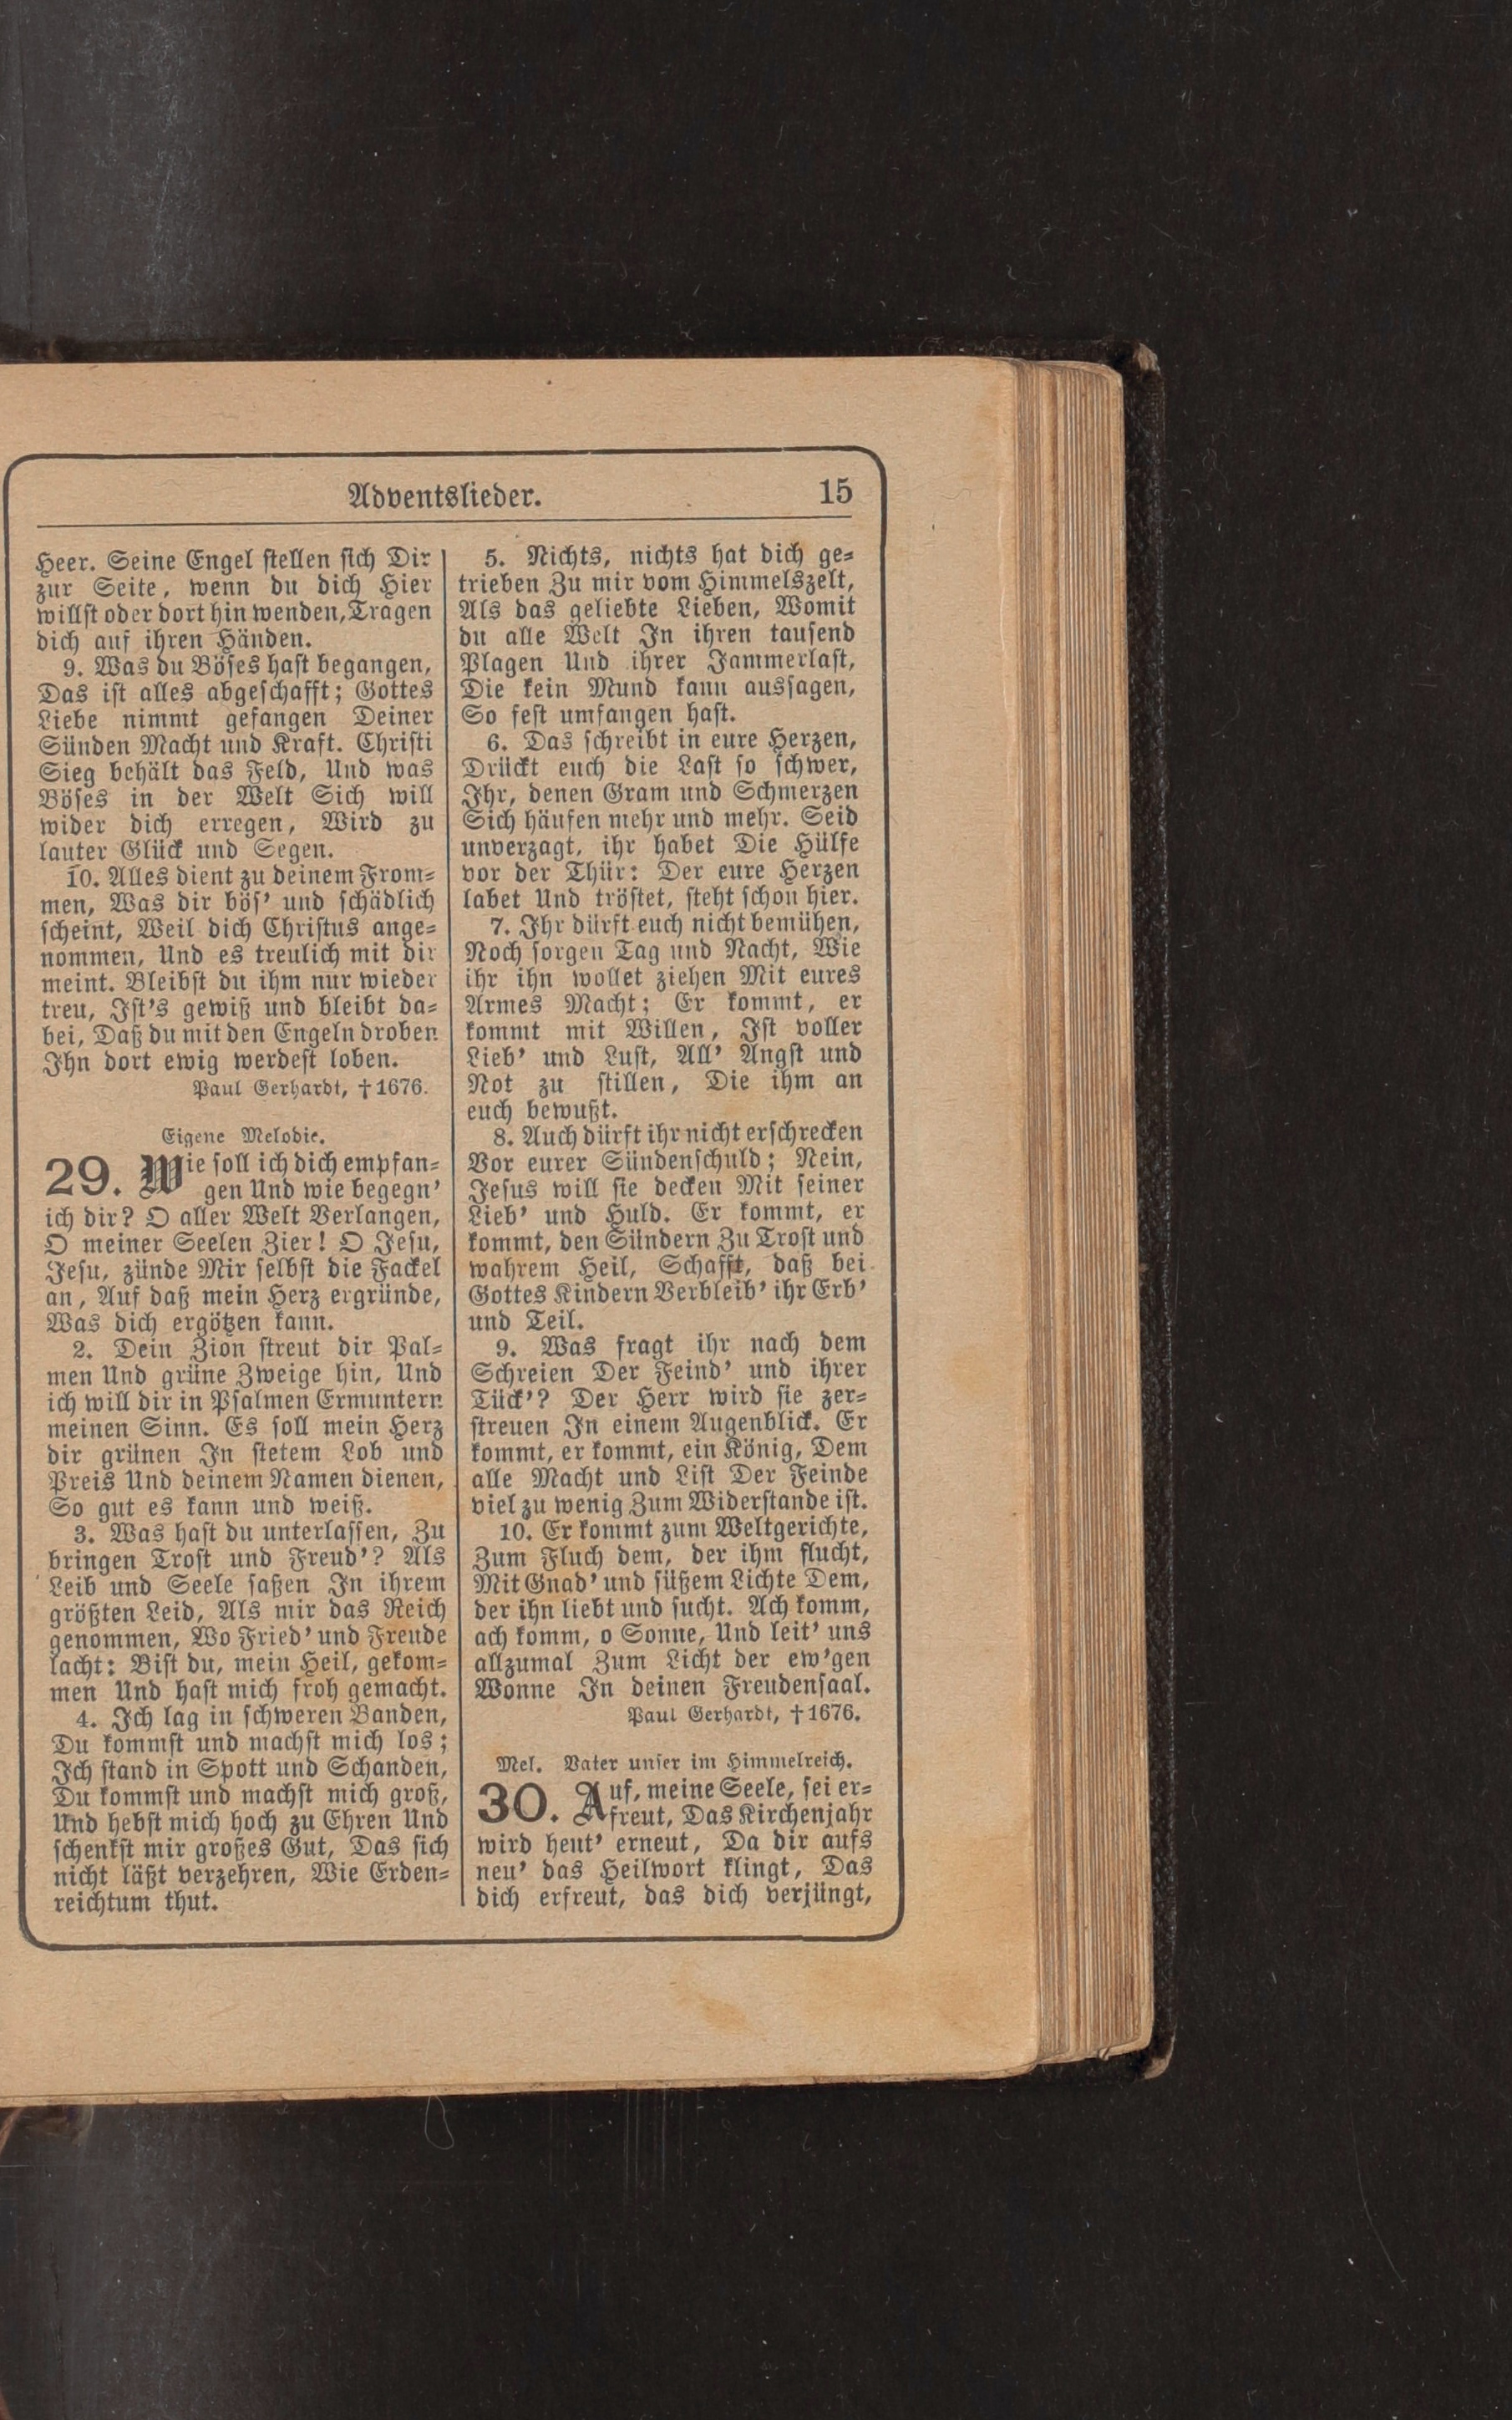 Adventslieder. 15
Heer. Seine Engel stellen sich Dir
zur Seite, wenn du dich Hier
willst oder dort hin wenden, Tragen
dich auf ihren Händen.
9. Was du Böses hast begangen,
Das ist alles abgeschafft; Gottes
Liebe nimmt gefangen Deiner
Sünden Macht und Kraft. Christi
Sieg behält das Feld, Und was
Böses in der Welt Sich will
wider dich erregen, Wird zu
lauter Glück und Segen.
10. Alles dient zu deinem From-
men, Was dir bös' und schädlich
scheint, Weil dich Christus ange-
nommen, Und es treulich mit dir
meint. Bleibst du ihm nur wieder
treu, Ist's gewiß und bleibt da-
bei, Daß du mit den Engeln droben
Ihn dort ewig werdest loben.
Paul Gerhardt, † 1676.
Eigene Melodie.
29. Wie soll ich dich empfan-
gen Und wie begegn'
ich dir? O aller Welt Verlangen,
O meiner Seelen Zier! O Jesu,
Jesu, zünde Mir selbst die Fackel
an, Auf daß mein Herz ergründe,
Was dich ergötzen kann.
2. Dein Zion streut dir Pal-
men Und grüne Zweige hin, Und
ich will dir in Psalmen Ermuntern
meinen Sinn. Es soll mein Herz
dir grünen In stetem Lob und
Preis Und deinem Namen dienen,
So gut es kann und weiß.
3. Was hast du unterlassen, Zu
bringen Trost und Freud'? Als
Leib und Seele saßen In ihrem
größten Leid, Als mir das Reich
genommen, Wo Fried' und Freude
lacht: Bist du, mein Heil, gekom-
men Und hast mich froh gemacht.
4. Ich lag in schweren Banden,
Du kommst und machst mich los;
Ich stand in Spott und Schanden,
Du kommst und machst mich groß,
Und hebst mich hoch zu Ehren Und
schenkst mir großes Gut, Das sich
nicht läßt verzehren, Wie Erden-
reichtum thut.
5. Nichts, nichts hat dich ge-
trieben Zu mir vom Himmelszelt,
Als das geliebte Lieben, Womit
du alle Welt In ihren tausend
Plagen Und ihrer Jammerlast,
Die kein Mund kann aussagen,
So fest umfangen hast.
6. Das schreibt in eure Herzen,
Drückt euch die Last so schwer,
Ihr, denen Gram und Schmerzen
Sich häufen mehr und mehr. Seid
unverzagt, ihr habet Die Hülfe
vor der Thür: Der eure Herzen
labet Und tröstet, steht schon hier.
7. Ihr dürft euch nicht bemühen,
Noch sorgen Tag und Nacht, Wie
ihr ihn wollet ziehen Mit eures
Armes Macht; Er kommt, er
kommt mit Willen, Ist voller
Lieb' und Lust, All' Angst und
Not zu stillen, Die ihm an
euch bewußt.
8. Auch dürft ihr nicht erschrecken
Vor eurer Sündenschuld; Nein,
Jesus will sie decken Mit seiner
Lieb' und Huld. Er kommt, er
kommt, den Sündern Zu Trost und
wahrem Heil, Schafft, daß bei
Gottes Kindern Verbleib' ihr Erb'
und Teil.
9. Was fragt ihr nach dem
Schreien Der Feind' und ihrer
Tück'? Der Herr wird sie zer-
streuen In einem Augenblick. Er
kommt, er kommt, ein König, Dem
alle Macht und List Der Feinde
viel zu wenig Zum Widerstande ist.
10. Er kommt zum Weltgerichte,
Zum Fluch dem, der ihm flucht,
Mit Gnad' und süßem Lichte Dem,
der ihn liebt und sucht. Ach komm,
ach komm, o Sonne, Und leit' uns
allzumal Zum Licht der ew'gen
Wonne In deinen Freudensaal.
Paul Gerhardt, † 1676.
Mel. Vater unser im Himmelreich.
30. Auf, meine Seele, sei er-
freut, Das Kirchenjahr
wird heut' erneut, Da dir aufs
neu' das Heilwort klingt, Das
dich erfreut, das dich verjüngt,